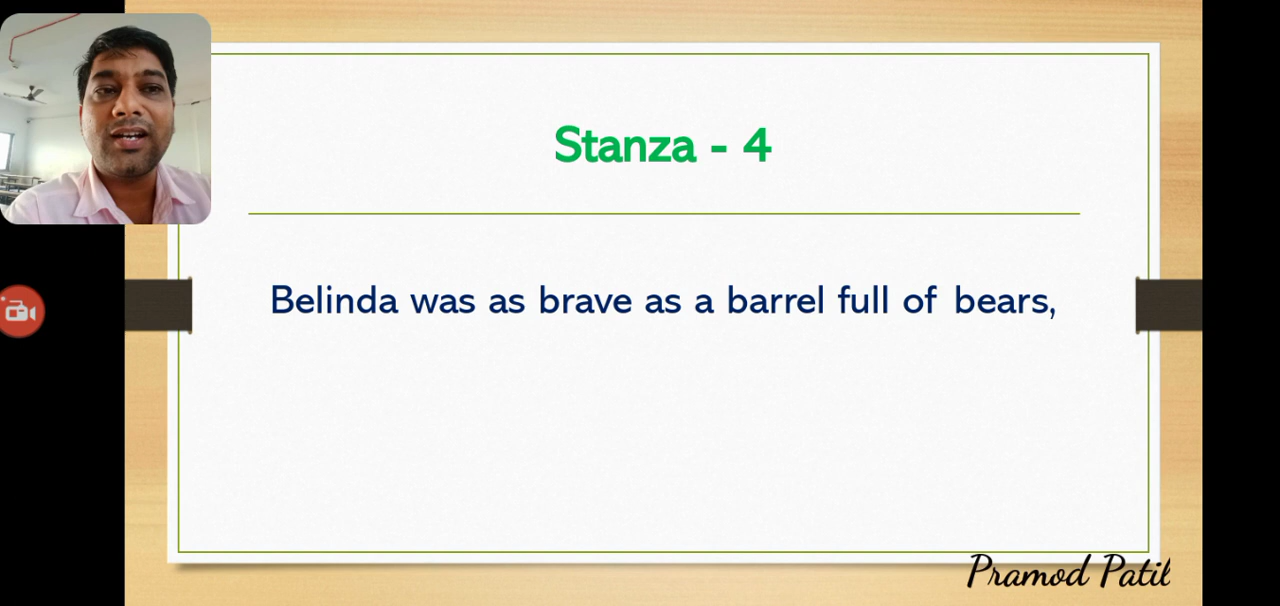 Stanza - 4
Belinda was as brave as a barrel full of bears,
Pramod Patil